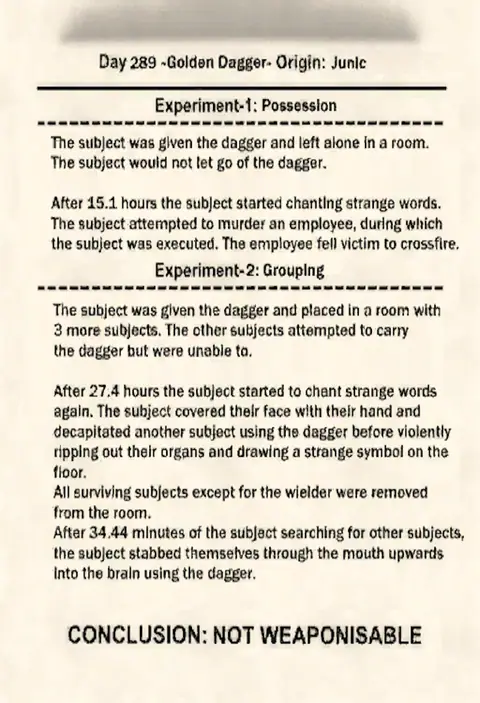 Day 289 -Golden Dagger- Origin: Junic
Experiment-1: Possession
The subject was given the dagger and left alone in a room.
The subject would not let go of the dagger.
After 15.1 hours the subject started chanting strange words.
The subject attempted to murder an employee, during which
the subject was executed. The employee fell victim to crossfire.
Experiment-2: Grouping
The subject was given the dagger and placed in a room with
3 more subjects. The other subjects attempted to carry
the dagger but were unable to.
After 27.4 hours the subject started to chant strange words
again. The subject covered their face with their hand and
decapitated another subject using the dagger before violently
ripping out their organs and drawing a strange symbol on the
floor.
All surviving subjects except for the wielder were removed
from the room.
After 34.44 minutes of the subject searching for other subjects,
the subject stabbed themselves through the mouth upwards
into the brain using the dagger.
CONCLUSION: NOT WEAPONISABLE